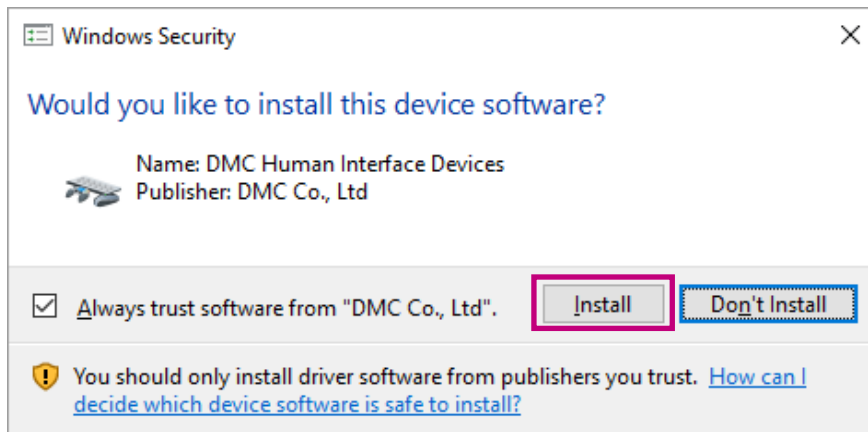 Windows Security
Would you like to install this device software?
Name: DMC Human Interface Devices
Publisher: DMC Co., Ltd
Always trust software from "DMC Co., Ltd".
Install
Don't Install
You should only install driver software from publishers you trust. How can I
decide which device software is safe to install?